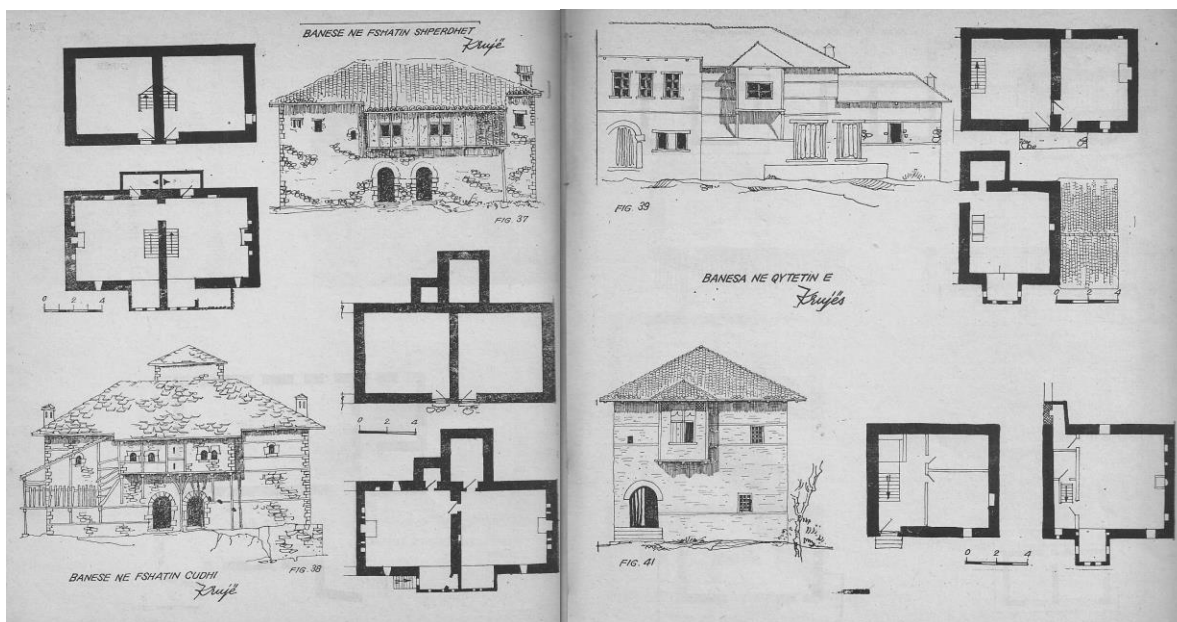 BANESE NE FSHATIN SHPERDHET
Krujë
FIG. 37
0 2 4
0 2 4
BANESE NE FSHATIN CUDHI
Krujë
FIG. 38
FIG. 39
BANESA NE QYTETIN E
Krujës
0 2 4
FIG. 41
0 2 4